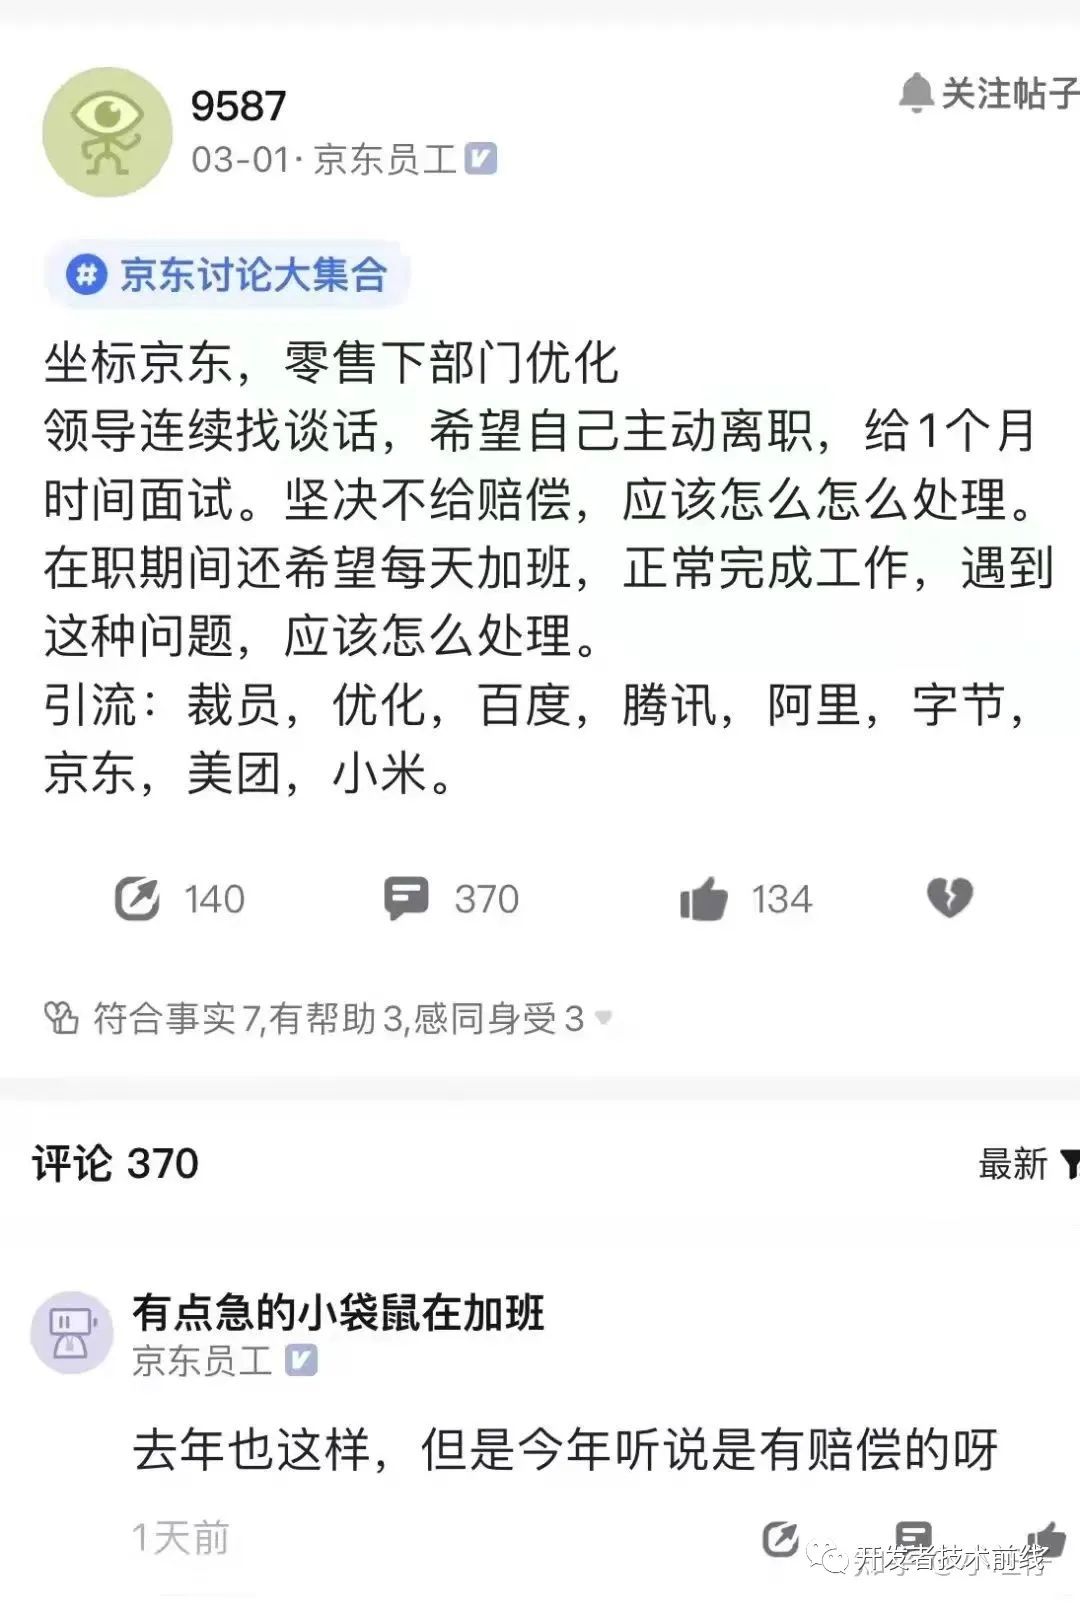 9587
关注帖子
03-01· 京东员工
# 京东讨论大集合
坐标京东，零售下部门优化
领导连续找谈话，希望自己主动离职，给1个月
时间面试。坚决不给赔偿，应该怎么怎么处理。
在职期间还希望每天加班，正常完成工作，遇到
这种问题，应该怎么处理。
引流：裁员，优化，百度，腾讯，阿里，字节，
京东，美团，小米。
140 370 134
符合事实7,有帮助3,感同身受3
评论 370
最新
有点急的小袋鼠在加班
京东员工
去年也这样，但是今年听说是有赔偿的呀
1天前
开发者技术前线